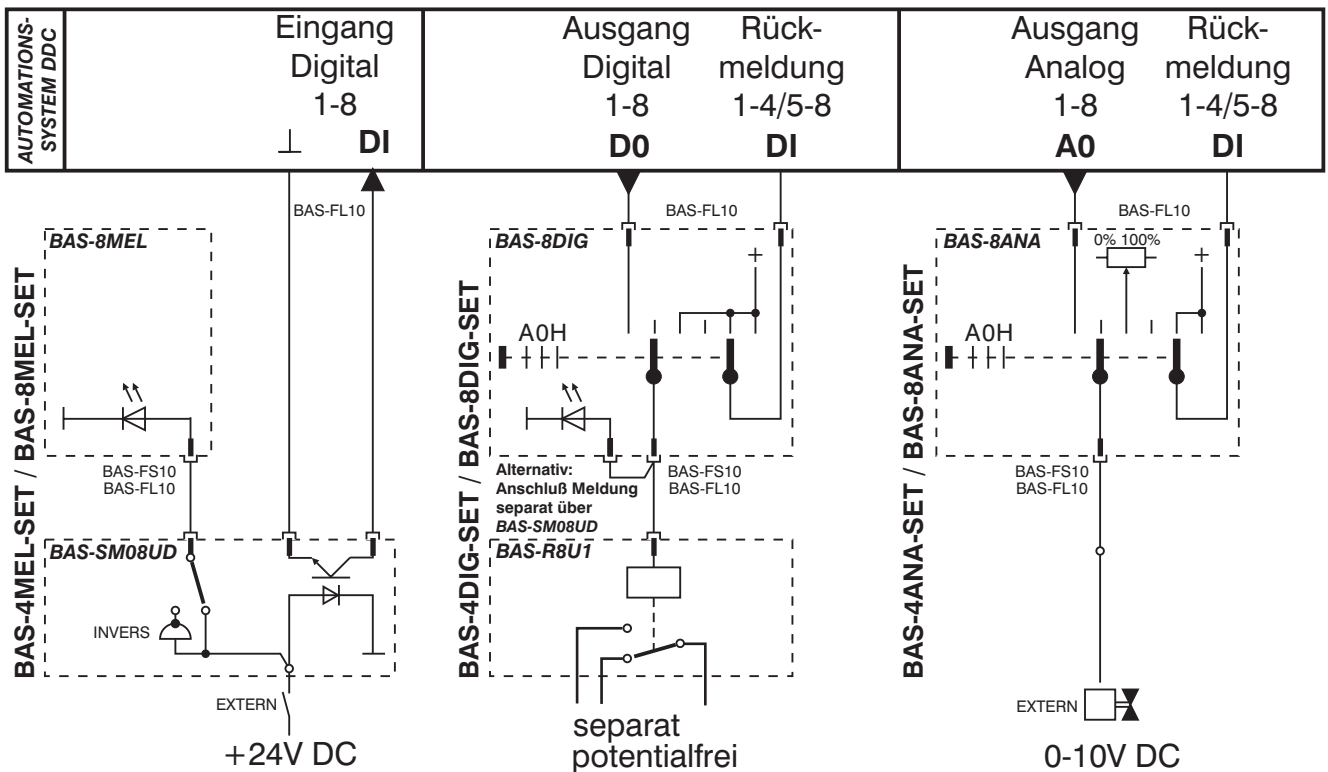 AUTOMATIONS-
SYSTEM DDC
Eingang
Digital
1-8
⊥ DI
Ausgang Rück-
Digital meldung
1-8 1-4/5-8
D0 DI
Ausgang Rück-
Analog meldung
1-8 1-4/5-8
A0 DI
BAS-4MEL-SET / BAS-8MEL-SET
BAS-FL10
BAS-8MEL
BAS-FS10
BAS-FL10
BAS-SM08UD
INVERS
EXTERN
+24V DC
BAS-4DIG-SET / BAS-8DIG-SET
BAS-FL10
BAS-8DIG
+
A0H
Alternativ:
Anschluß Meldung
separat über
BAS-SM08UD
BAS-FS10
BAS-FL10
BAS-R8U1
separat
potentialfrei
BAS-4ANA-SET / BAS-8ANA-SET
BAS-FL10
BAS-8ANA
0% 100%
+
A0H
BAS-FS10
BAS-FL10
EXTERN
0-10V DC